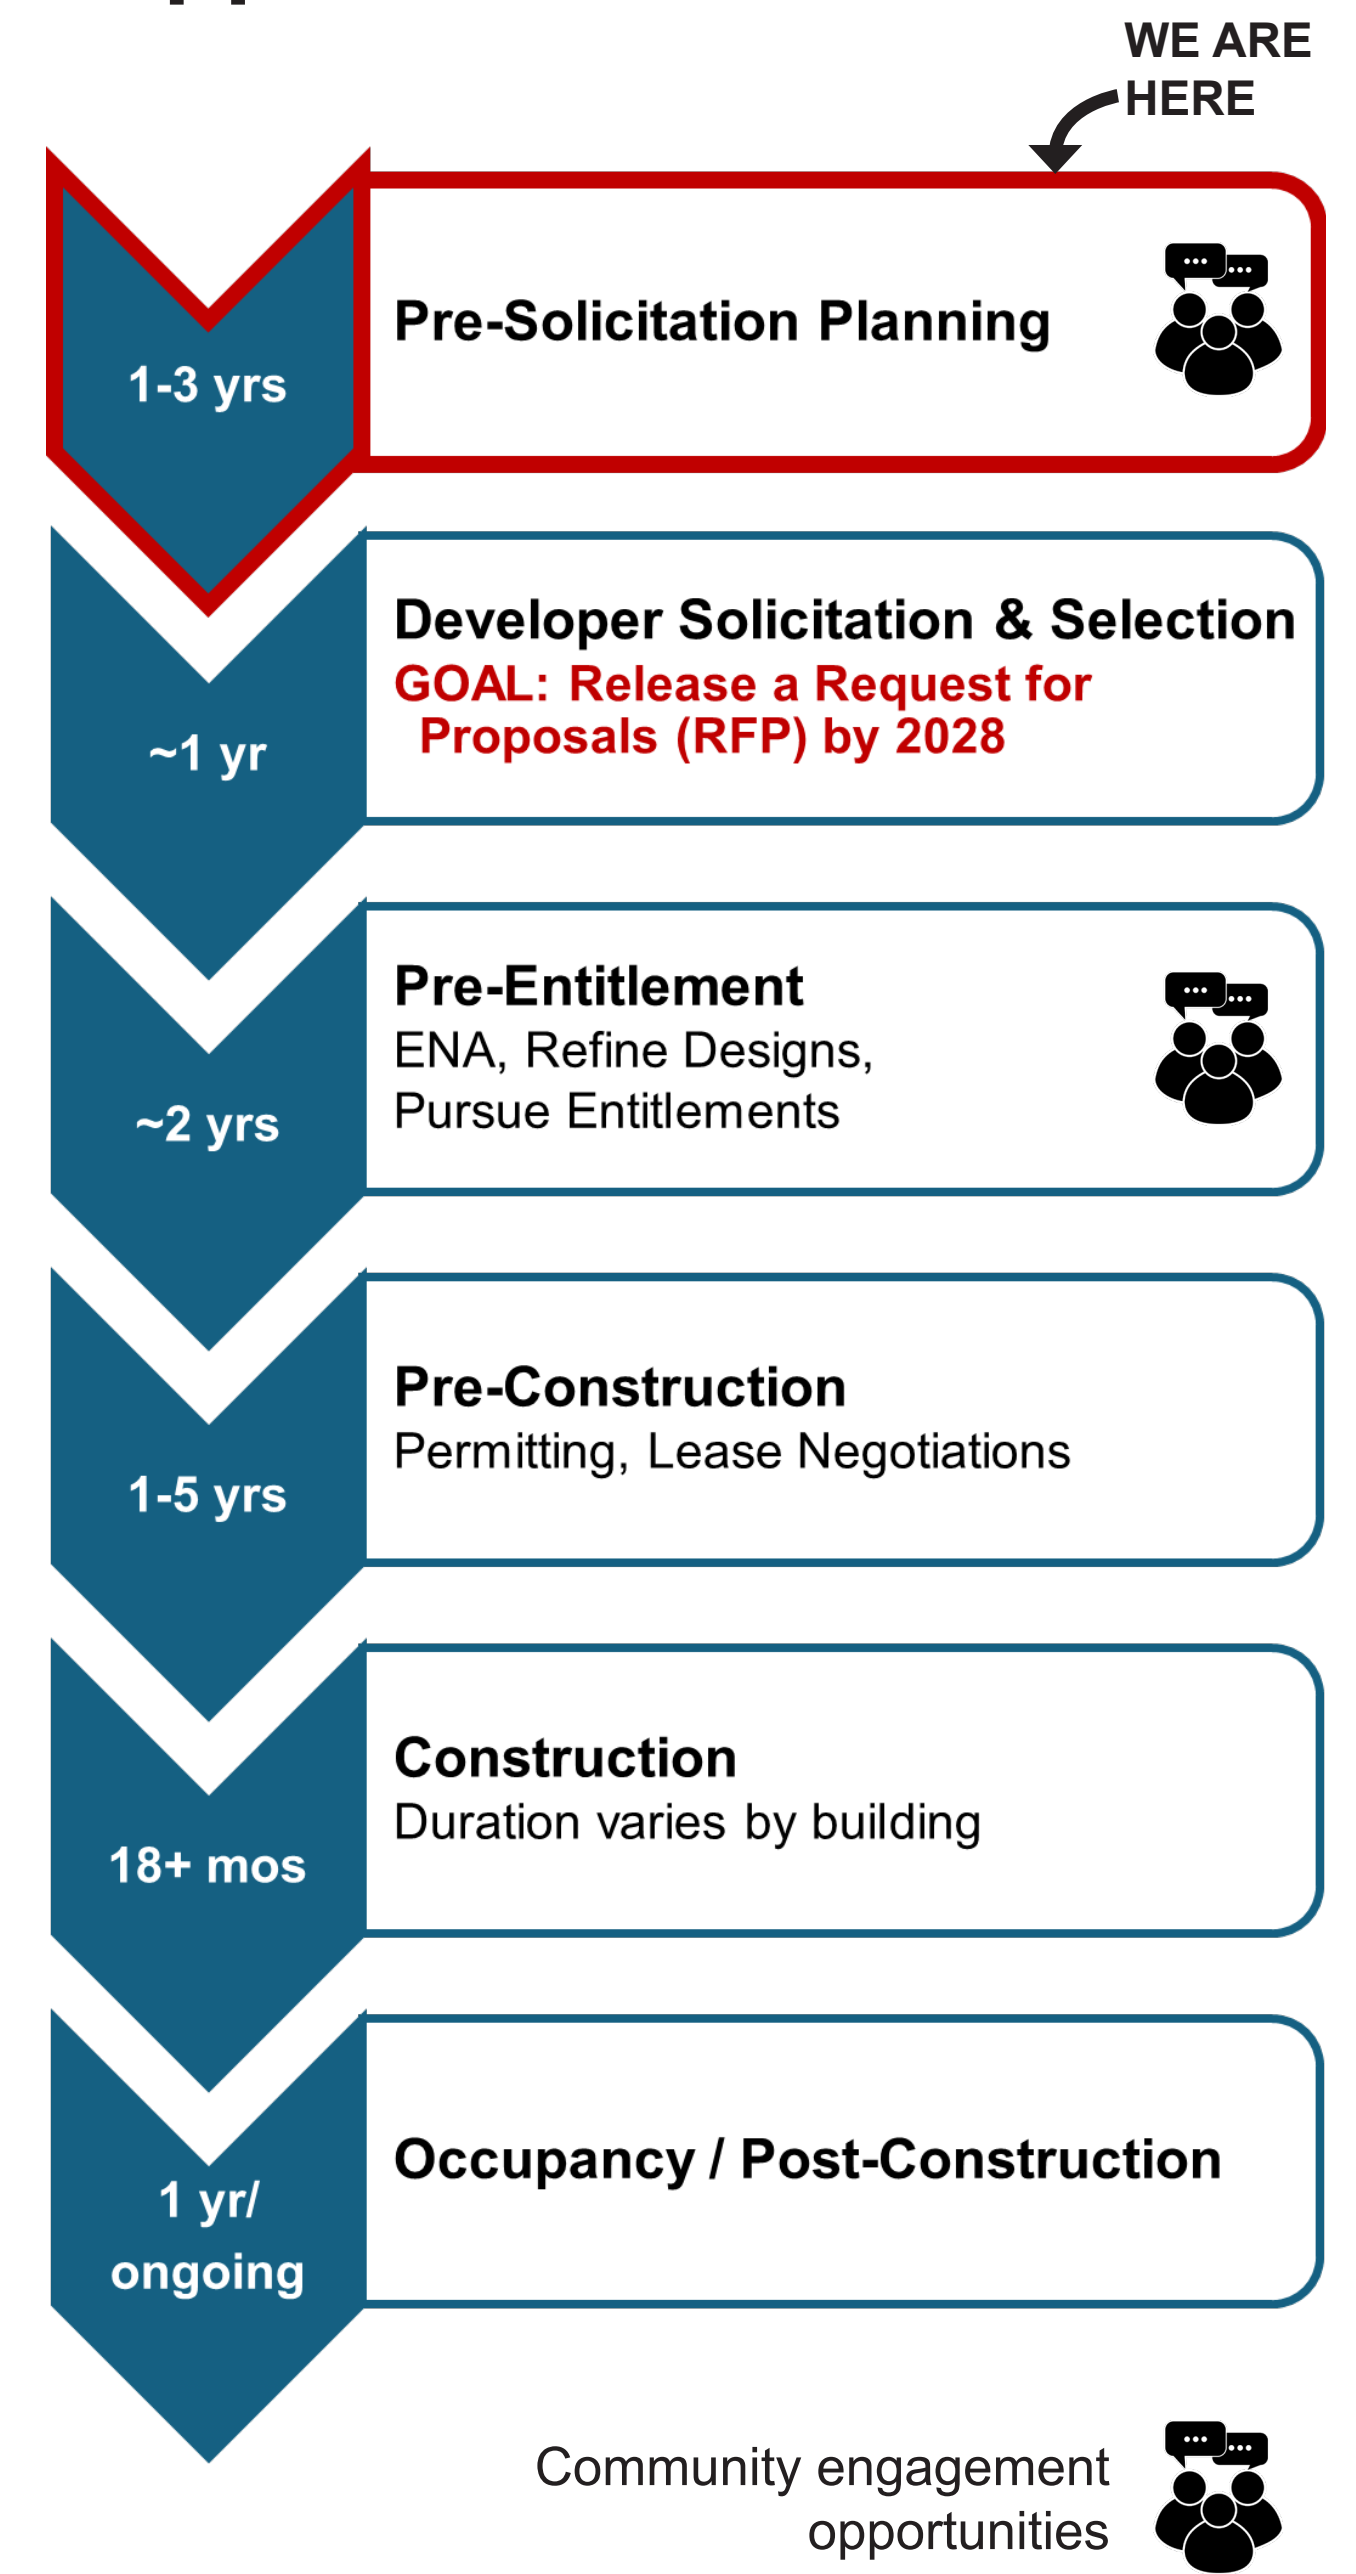 WE ARE
HERE
1-3 yrs
Pre-Solicitation Planning
~1 yr
Developer Solicitation & Selection
GOAL: Release a Request for
Proposals (RFP) by 2028
~2 yrs
Pre-Entitlement
ENA, Refine Designs,
Pursue Entitlements
1-5 yrs
Pre-Construction
Permitting, Lease Negotiations
18+ mos
Construction
Duration varies by building
1 yr/
ongoing
Occupancy / Post-Construction
Community engagement
opportunities